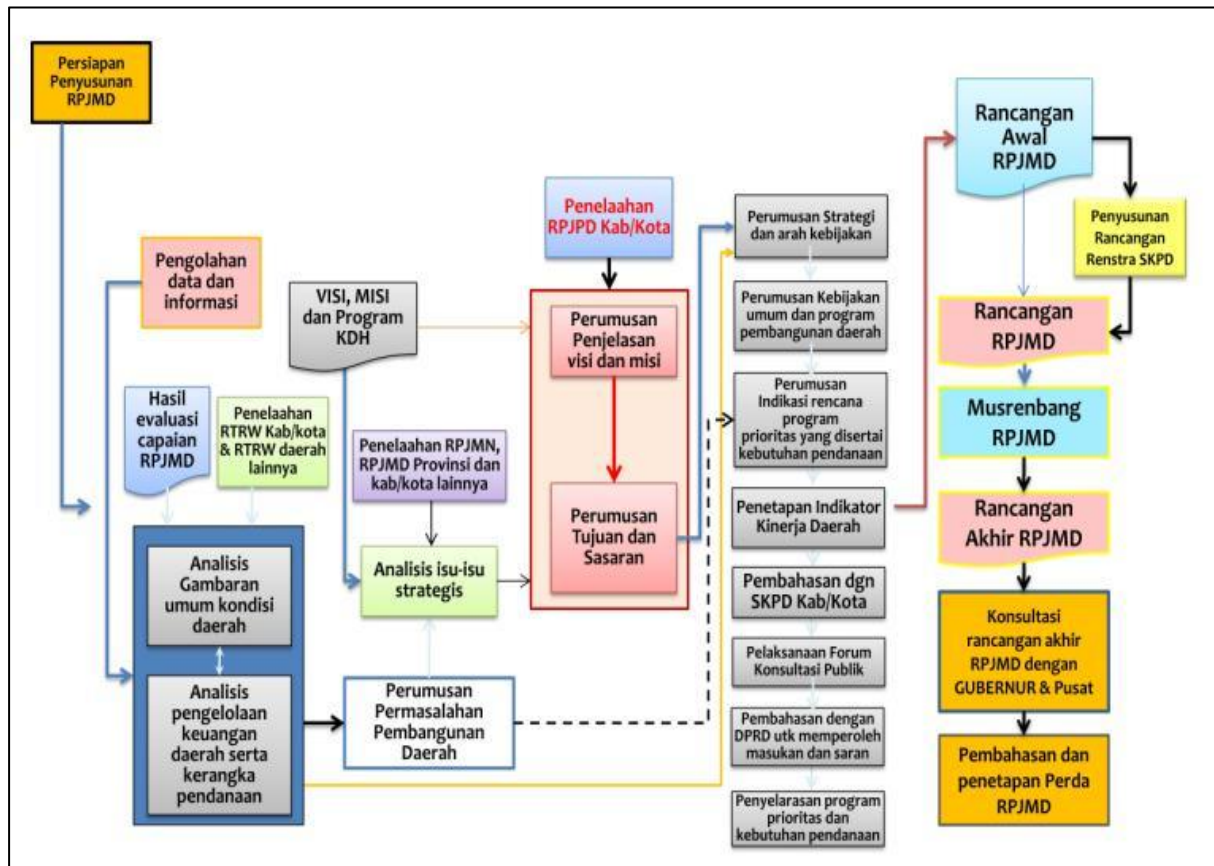 Persiapan
Penyusunan
RPJMD
Pengolahan
data dan
informasi
Hasil
evaluasi
capaian
RPJMD
Penelaahan
RTRW Kab/kota
& RTRW daerah
lainnya
Analisis
Gambaran
umum kondisi
daerah
Analisis
pengelolaan
keuangan
daerah serta
kerangka
pendanaan
VISI, MISI
dan Program
KDH
Penelaahan RPJMN,
RPJMD Provinsi dan
kab/kota lainnya
Analisis isu-isu
strategis
Perumusan
Permasalahan
Pembangunan
Daerah
Penelaahan
RPJPD Kab/Kota
Perumusan
Penjelasan
visi dan misi
Perumusan
Tujuan dan
Sasaran
Perumusan Strategi
dan arah kebijakan
Perumusan Kebijakan
umum dan program
pembangunan daerah
Perumusan
Indikasi rencana
program
prioritas yang disertai
kebutuhan pendanaan
Penetapan Indikator
Kinerja Daerah
Pembahasan dgn
SKPD Kab/Kota
Pelaksanaan Forum
Konsultasi Publik
Pembahasan dengan
DPRD utk memperoleh
masukan dan saran
Penyelarasan program
prioritas dan
kebutuhan pendanaan
Rancangan
Awal
RPJMD
Penyusunan
Rancangan
Renstra SKPD
Rancangan
RPJMD
Musrenbang
RPJMD
Rancangan
Akhir RPJMD
Konsultasi
rancangan akhir
RPJMD dengan
GUBERNUR & Pusat
Pembahasan dan
penetapan Perda
RPJMD